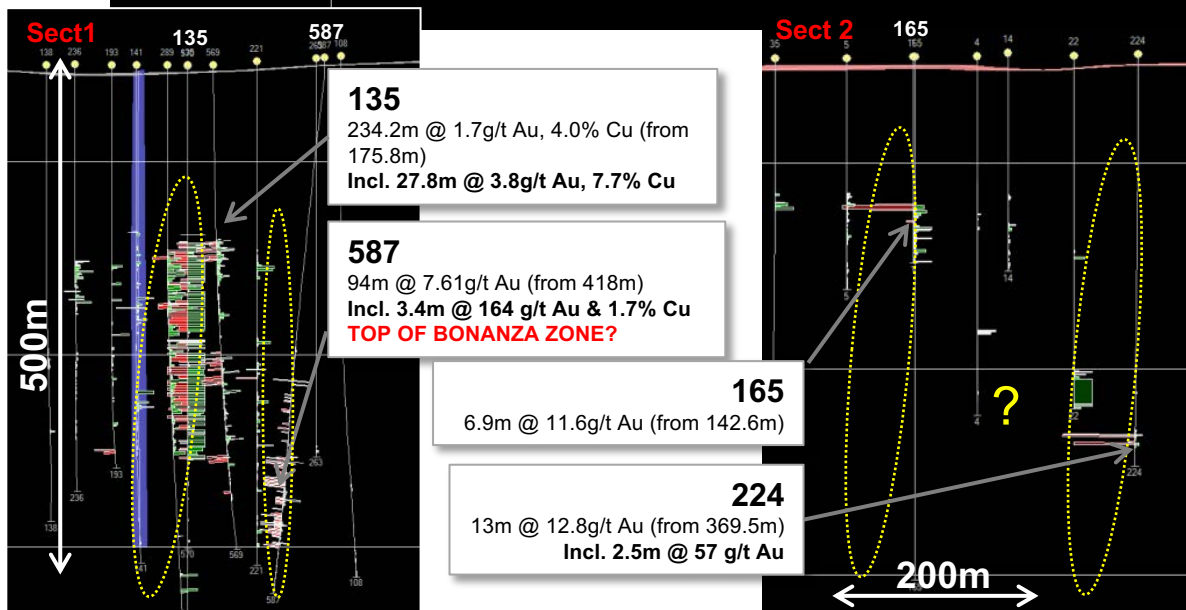 Sect1
135
587
138 236 193 141 289 569 221 108
500m
138
236
193
569
221
263
108
587
135
234.2m @ 1.7g/t Au, 4.0% Cu (from
175.8m)
Incl. 27.8m @ 3.8g/t Au, 7.7% Cu
587
94m @ 7.61g/t Au (from 418m)
Incl. 3.4m @ 164 g/t Au & 1.7% Cu
TOP OF BONANZA ZONE?
165
6.9m @ 11.6g/t Au (from 142.6m)
224
13m @ 12.8g/t Au (from 369.5m)
Incl. 2.5m @ 57 g/t Au
Sect 2
165
35 5 165 4 14 22 224
5
14
4
?
224
200m